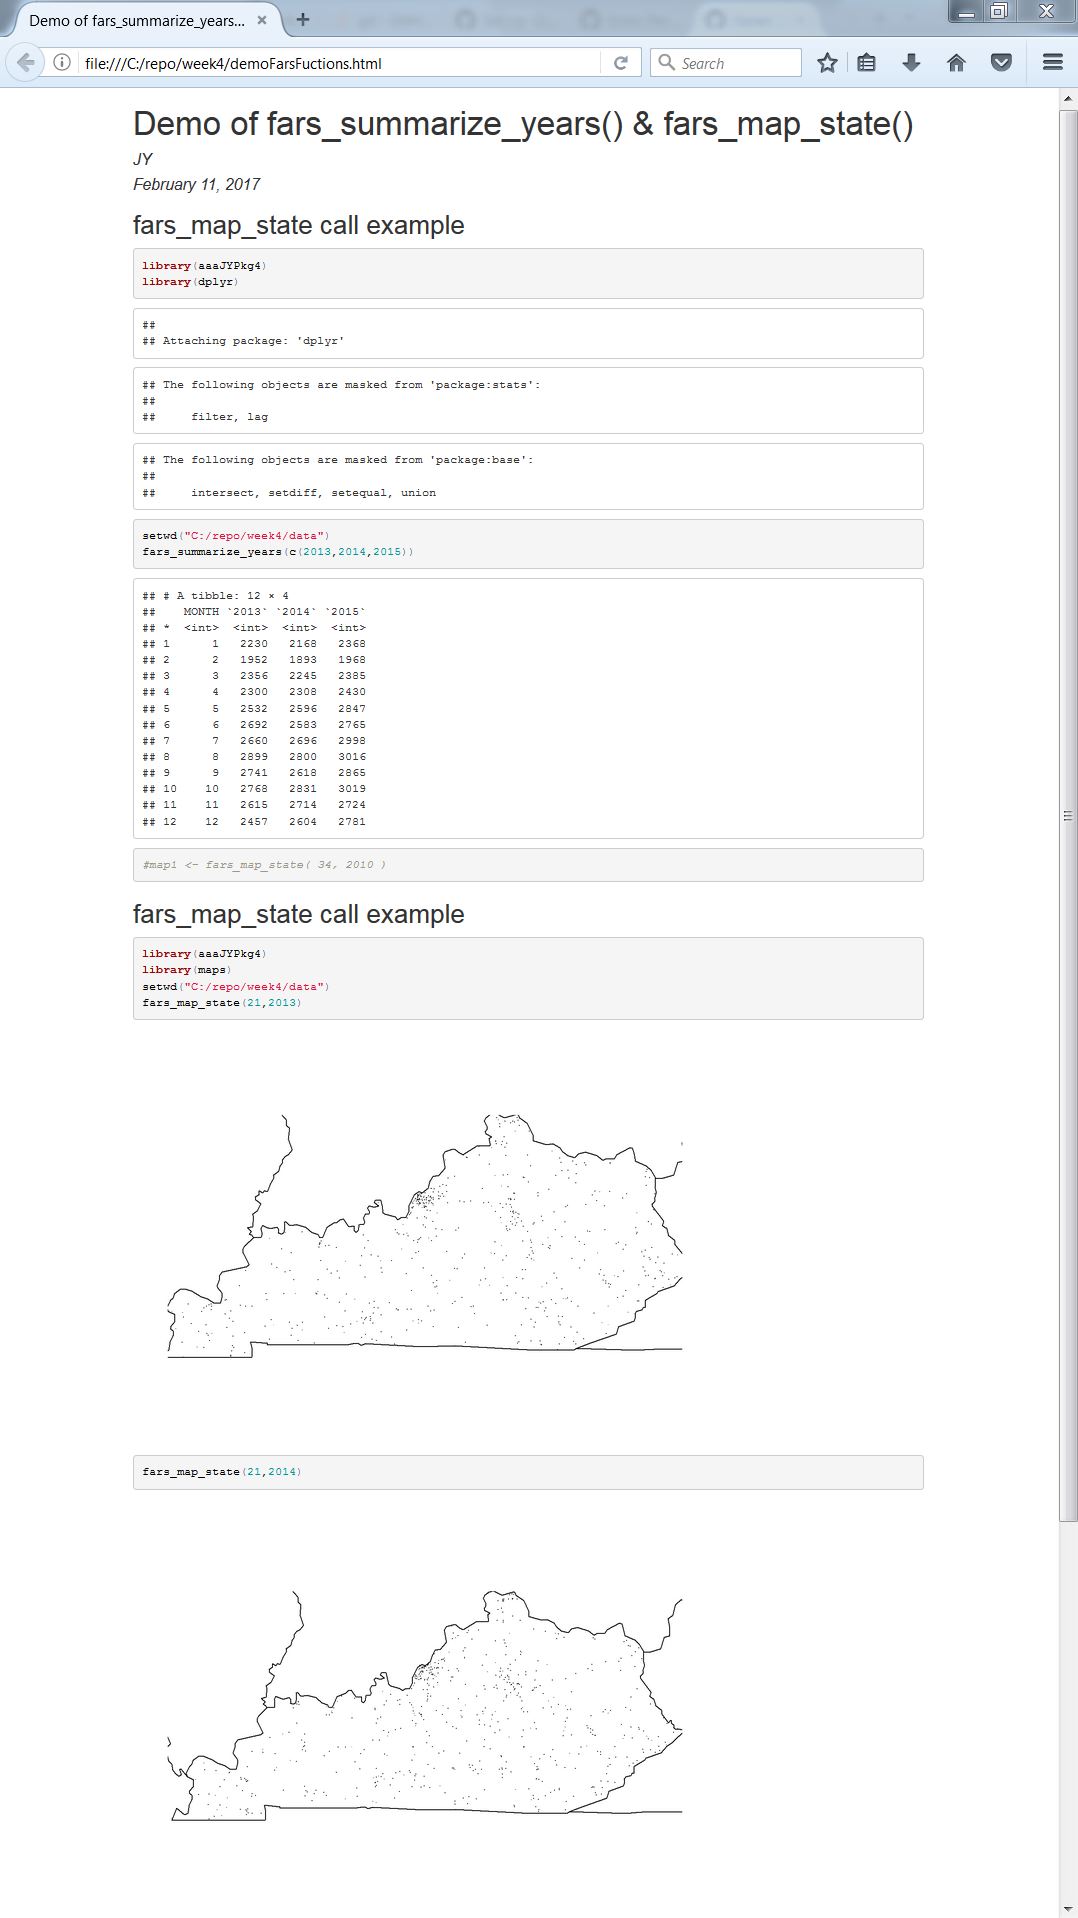 Demo of fars_summarize_years...
file:///C:/repo/week4/demoFarsFuctions.html
Search
Demo of fars_summarize_years() & fars_map_state()
JY
February 11, 2017
fars_map_state call example
library(aaaJYPkg4)
library(dplyr)
##
## Attaching package: 'dplyr'
## The following objects are masked from 'package:stats':
##
##     filter, lag
## The following objects are masked from 'package:base':
##
##     intersect, setdiff, setequal, union
setwd("C:/repo/week4/data")
fars_summarize_years(c(2013,2014,2015))
## # A tibble: 12 × 4
##    MONTH `2013` `2014` `2015`
## *  <int>  <int>  <int>  <int>
## 1      1   2230   2168   2368
## 2      2   1952   1893   1968
## 3      3   2356   2245   2385
## 4      4   2300   2308   2430
## 5      5   2532   2596   2847
## 6      6   2692   2583   2765
## 7      7   2660   2696   2998
## 8      8   2899   2800   3016
## 9      9   2741   2618   2865
## 10    10   2768   2831   3019
## 11    11   2615   2714   2724
## 12    12   2457   2604   2781
#map1 <- fars_map_state( 34, 2010 )
fars_map_state call example
library(aaaJYPkg4)
library(maps)
setwd("C:/repo/week4/data")
fars_map_state(21,2013)
fars_map_state(21,2014)